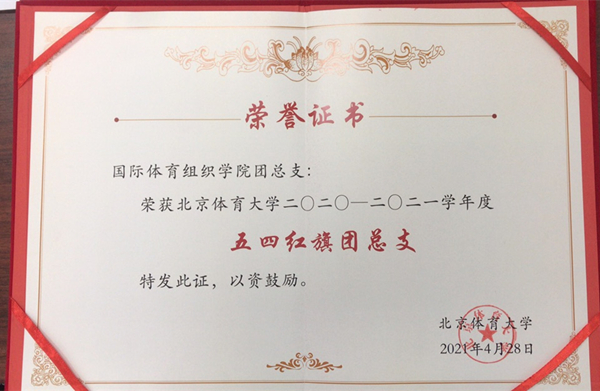 荣誉证书
国际体育组织学院团总支：
荣获北京体育大学二〇二〇—二〇二一学年度
五四红旗团总支
特发此证，以资鼓励。
北京体育大学
2021年4月28日